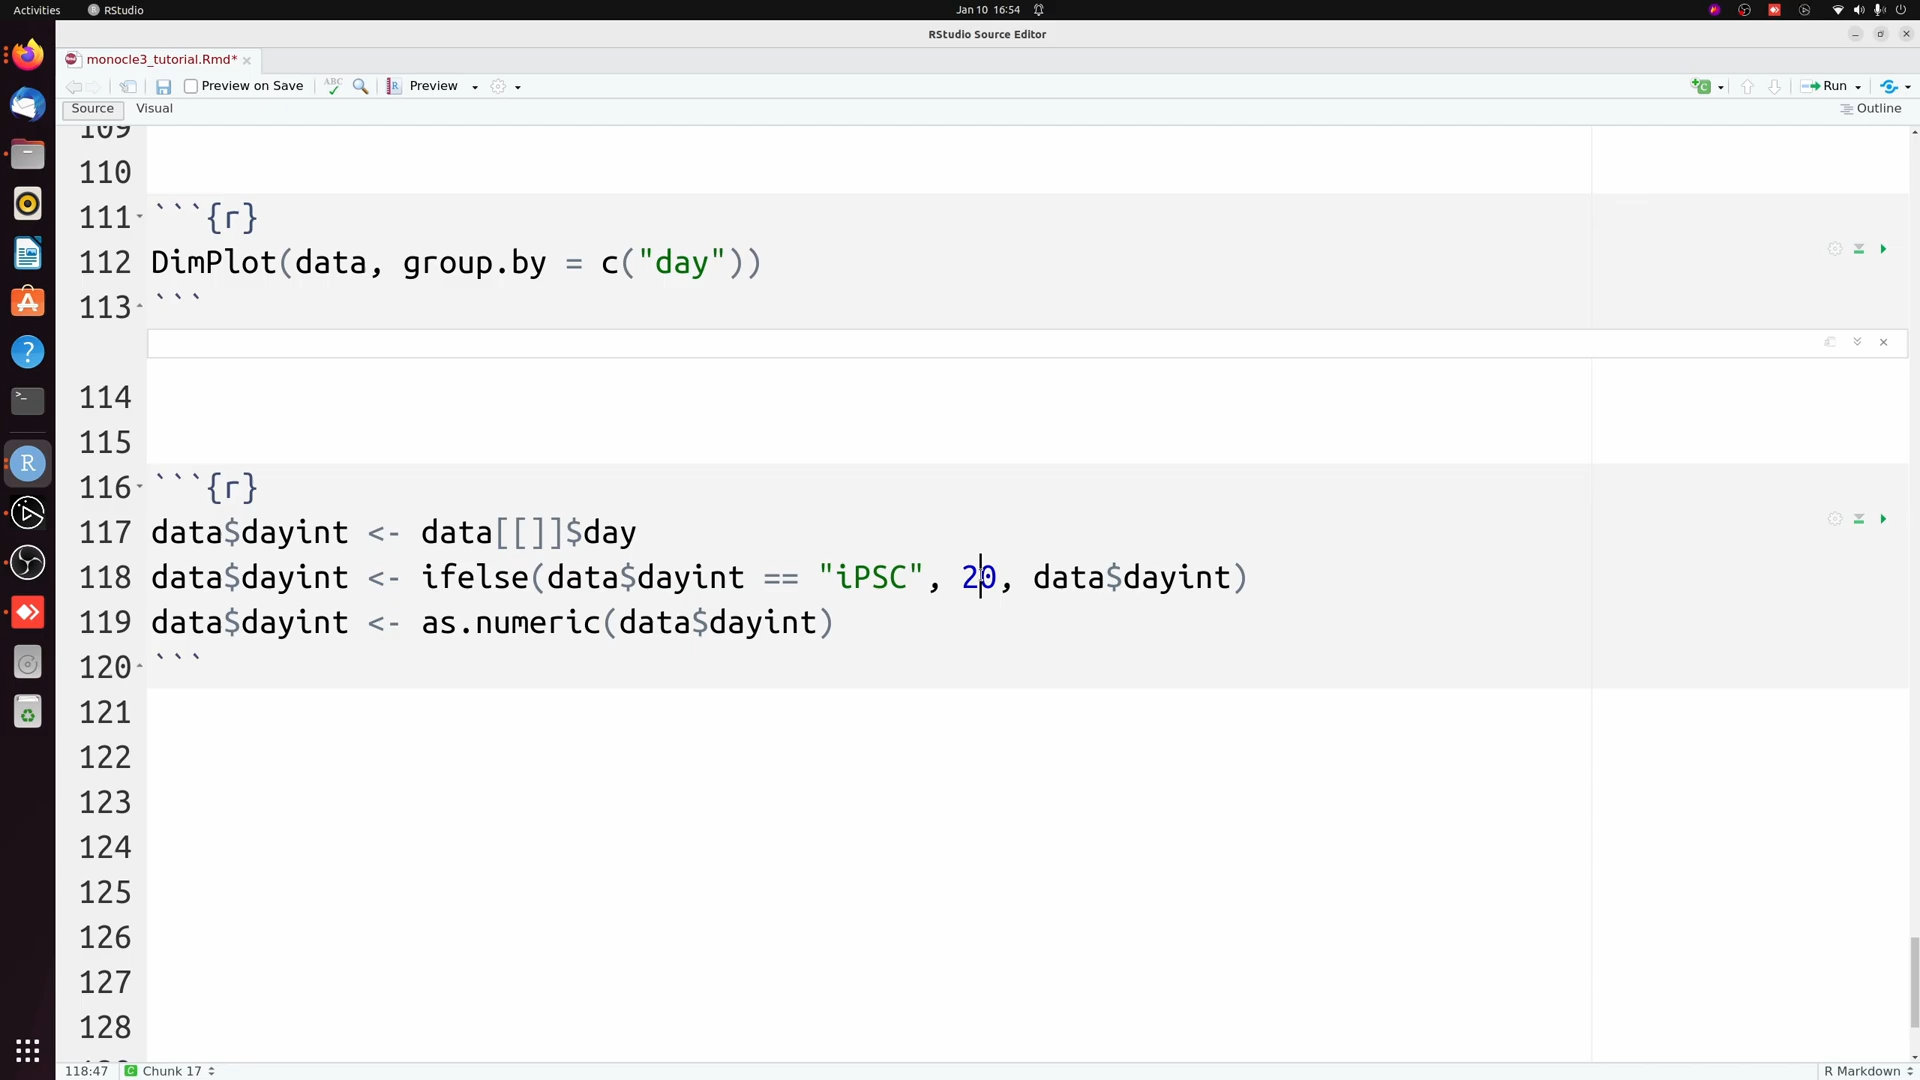 Activities
RStudio
Jan 10 16:54
RStudio Source Editor
monocle3_tutorial.Rmd*
Preview on Save
ABC
Preview
Run
Source
Visual
Outline
109
110
111 ```{r}
112 DimPlot(data, group.by = c("day"))
113 ```
114
115
116 ```{r}
117 data$dayint <- data[[]]$day
118 data$dayint <- ifelse(data$dayint == "iPSC", 20, data$dayint)
119 data$dayint <- as.numeric(data$dayint)
120 ```
121
122
123
124
125
126
127
128
118:47
Chunk 17
R Markdown